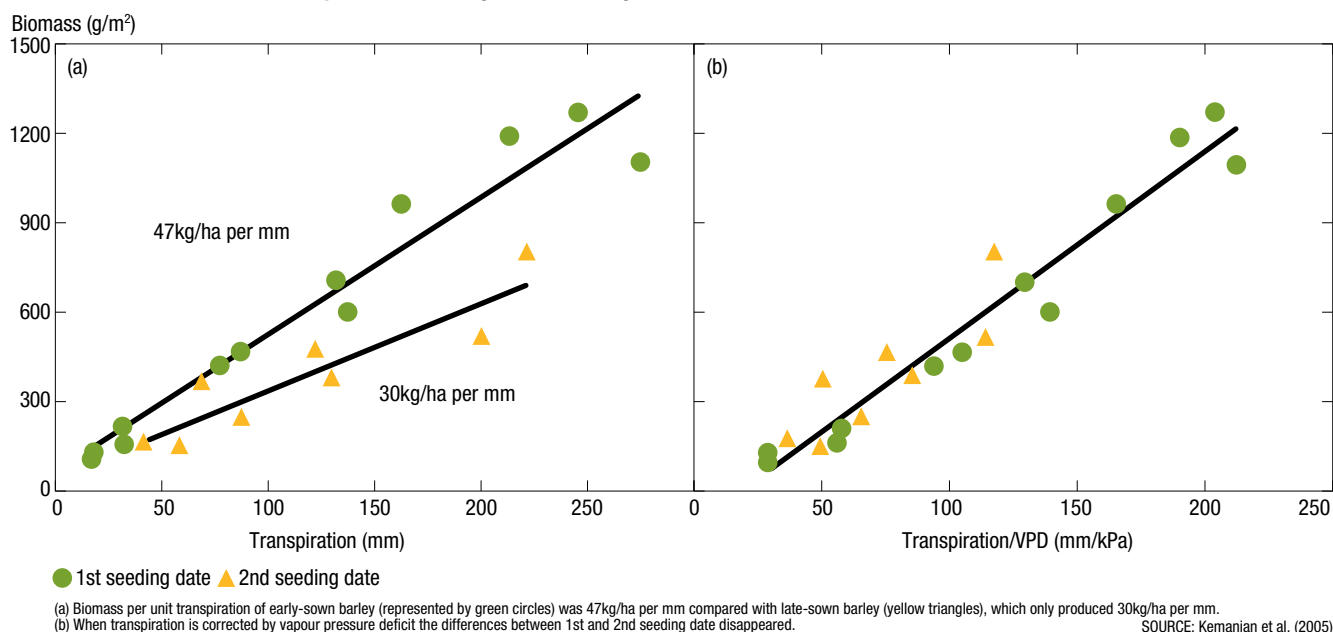 Biomass (g/m²)
1500
1200
900
600
300
0
(a)
47kg/ha per mm
30kg/ha per mm
0 50 100 150 200 250
Transpiration (mm)
(b)
0 50 100 150 200 250
Transpiration/VPD (mm/kPa)
1st seeding date 2nd seeding date
(a) Biomass per unit transpiration of early-sown barley (represented by green circles) was 47kg/ha per mm compared with late-sown barley (yellow triangles), which only produced 30kg/ha per mm.
(b) When transpiration is corrected by vapour pressure deficit the differences between 1st and 2nd seeding date disappeared.
SOURCE: Kemanian et al. (2005)